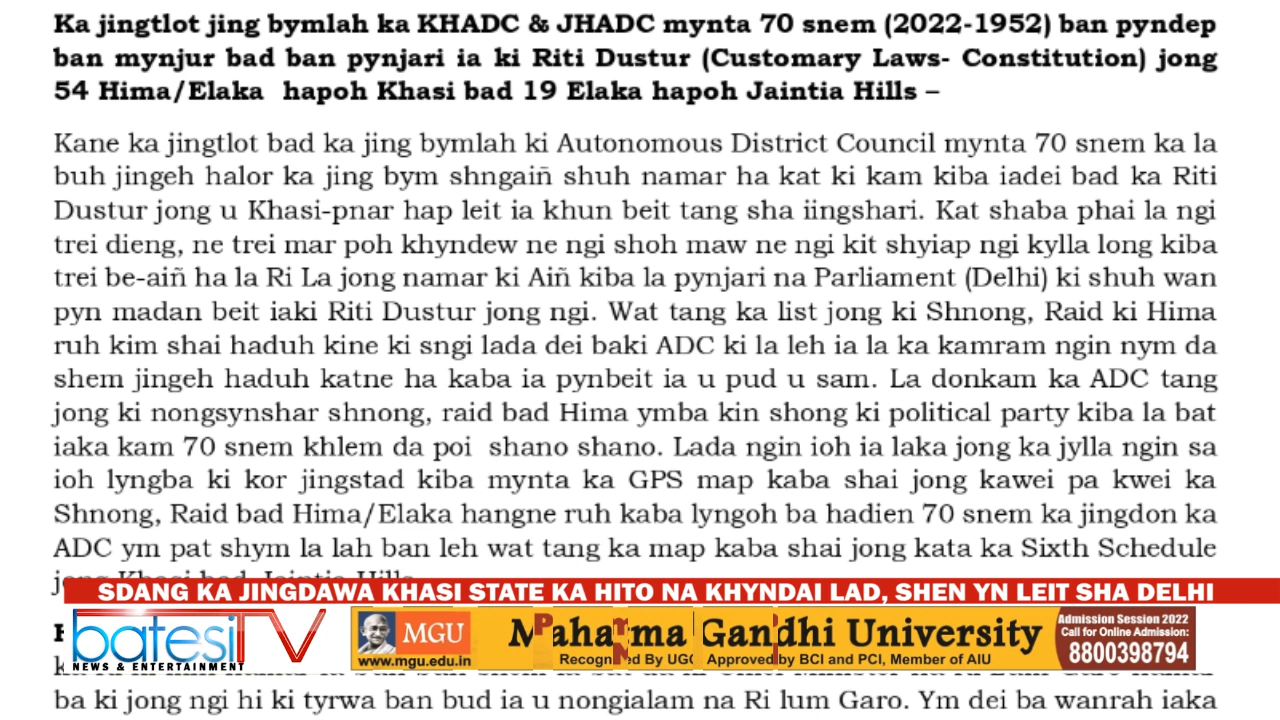 Ka jingtlot jing bymlah ka KHADC & JHADC mynta 70 snem (2022-1952) ban pyndep
ban mynjur bad ban pynjari ia ki Riti Dustur (Customary Laws- Constitution) jong
54 Hima/Elaka hapoh Khasi bad 19 Elaka hapoh Jaintia Hills –
Kane ka jingtlot bad ka jing bymlah ki Autonomous District Council mynta 70 snem ka la
buh jingeh halor ka jing bym shngaiñ shuh namar ha kat ki kam kiba iadei bad ka Riti
Dustur jong u Khasi-pnar hap leit ia khun beit tang sha iingshari. Kat shaba phai la ngi
trei dieng, ne trei mar poh khyndew ne ngi shoh maw ne ngi kit shyiap ngi kylla long kiba
trei be-aiñ ha la Ri La jong namar ki Aiñ kiba la pynjari na Parliament (Delhi) ki shuh wan
pyn madan beit iaki Riti Dustur jong ngi. Wat tang ka list jong ki Shnong, Raid ki Hima
ruh kim shai haduh kine ki sngi lada dei baki ADC ki la leh ia la ka kamram ngin nym da
shem jingeh haduh katne ha kaba ia pynbeit ia u pud u sam. La donkam ka ADC tang
jong ki nongsynshar shnong, raid bad Hima ymba kin shong ki political party kiba la bat
iaka kam 70 snem khlem da poi shano shano. Lada ngin ioh ia laka jong ka jylla ngin sa
ioh lyngba ki kor jingstad kiba mynta ka GPS map kaba shai jong kawei pa kwei ka
Shnong, Raid bad Hima/Elaka hangne ruh kaba lyngoh ba hadien 70 snem ka jingdon ka
ADC ym pat shym la lah ban leh wat tang ka map kaba shai jong kata ka Sixth Schedule
jong Khasi bad Jaintia Hills
SDANG KA JINGDAWA KHASI STATE KA HITO NA KHYNDAI LAD, SHEN YN LEIT SHA DELHI
batesi TV
NEWS & ENTERTAINMENT
MGU
www.mgu.edu.in
Mahatma Gandhi University
Recognized By UGC Approved by BCI and PCI, Member of AIU
Admission Session 2022
Call for Online Admission:
8800398794
ba ki jong ngi hi ki tyrwa ban bud ia u nongialam na Ri lum Garo. Ym dei ba wanrah iaka